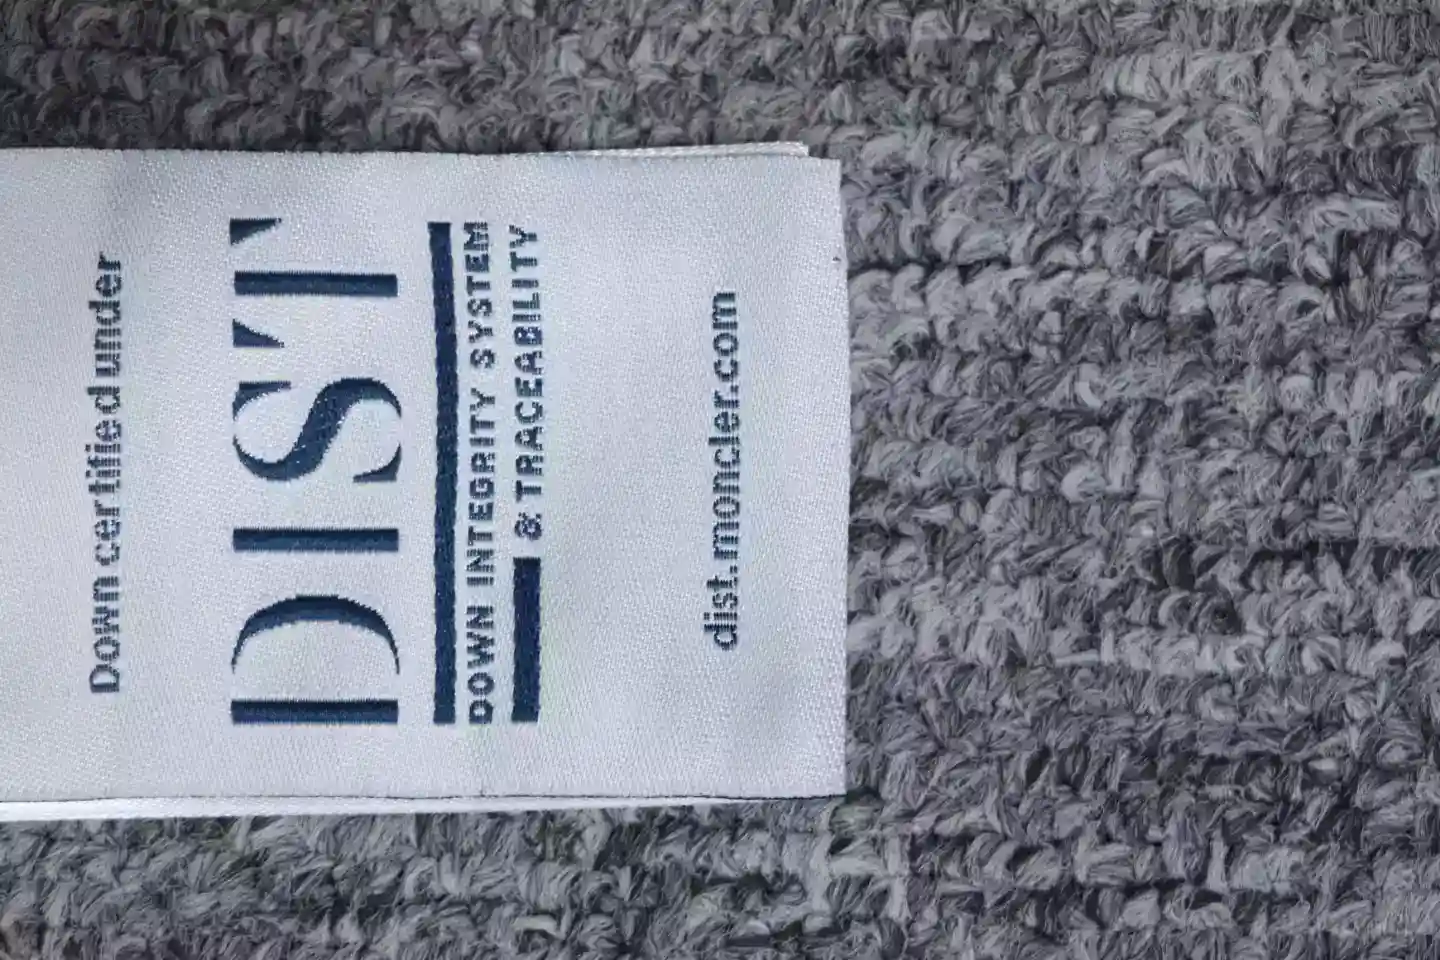 Down certified under
DIST
DOWN INTEGRITY SYSTEM
& TRACEABILITY
dist.moncler.com